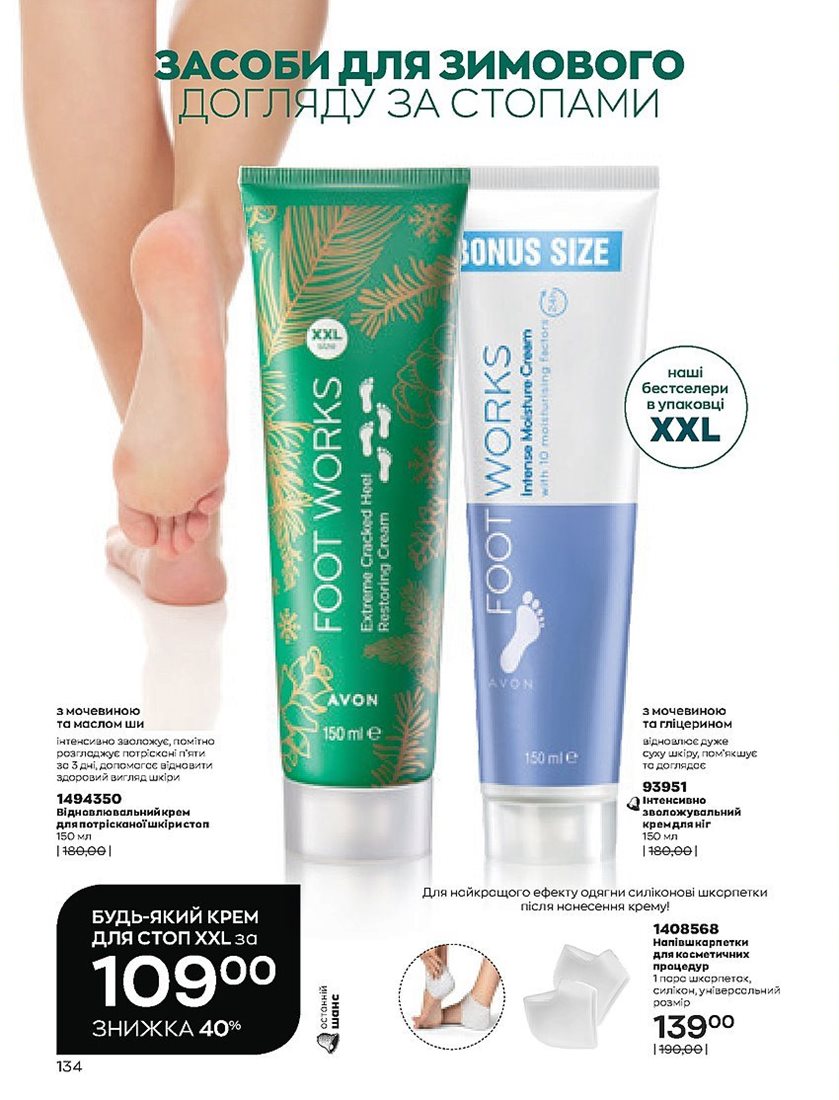 ЗАСОБИ ДЛЯ ЗИМОВОГО
ДОГЛЯДУ ЗА СТОПАМИ
XXL
size
FOOT WORKS
Extreme Cracked Heel
Restoring Cream
AVON
150 ml e
BONUS SIZE
24h
FOOT WORKS
Intense Moisture Cream
with 10 moisturising factors
AVON
150 ml e
наші
бестселери
в упаковці
XXL
з мочевиною
та маслом ши
інтенсивно зволожує, помітно
розгладжує потріскані п'яти
за 3 дні, допомагає відновити
здоровий вигляд шкіри
1494350
Відновлювальний крем
для потрісканої шкіри стоп
150 мл
| 180,00 |
з мочевиною
та гліцерином
відновлює дуже
суху шкіру, пом'якшує
та доглядає
93951
Інтенсивно
зволожувальний
крем для ніг
150 мл
| 180,00 |
БУДЬ-ЯКИЙ КРЕМ
ДЛЯ СТОП XXL за
10900
ЗНИЖКА 40%
останній
шанс
Для найкращого ефекту одягни силіконові шкарпетки
після нанесення крему!
1408568
Напівшкарпетки
для косметичних
процедур
1 пара шкарпеток,
силікон, універсальний
розмір
13900
| 190,00 |
134